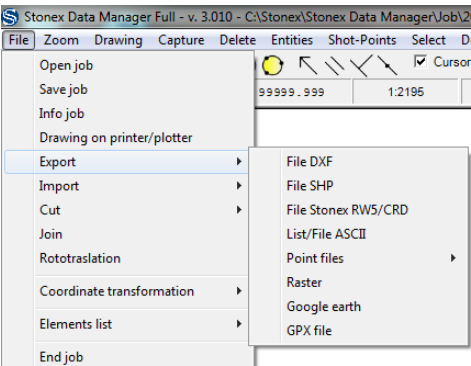 Stonex Data Manager Full - v. 3.010 - C:\Stonex\Stonex Data Manager\Job\2
File Zoom Drawing Capture Delete Entities Shot-Points Select D
Open job
Cursor
Save job
99999.999 1:2195
Info job
Drawing on printer/plotter
Export
File DXF
Import
File SHP
Cut
File Stonex RW5/CRD
Join
List/File ASCII
Rototraslation
Point files
Raster
Coordinate transformation
Google earth
Elements list
GPX file
End job